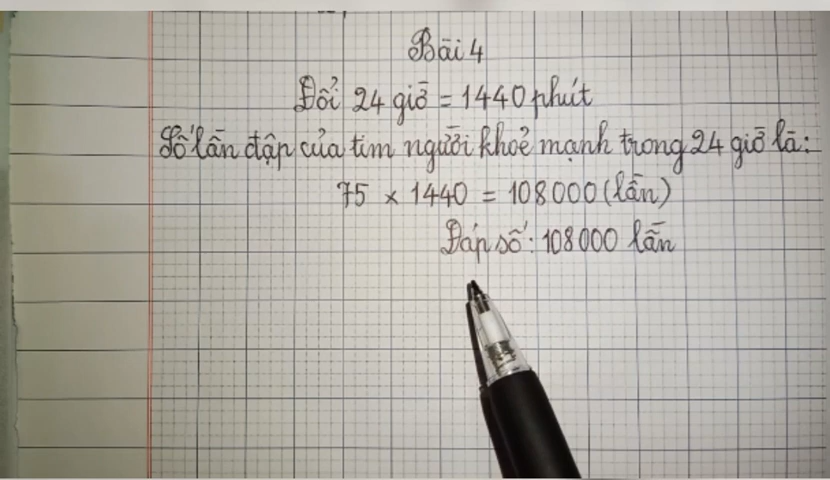 Bài 4
Đổi 24 giờ = 1440 phút
Số lần đập của tim người khoẻ mạnh trong 24 giờ là:
75 × 1440 = 108000 (lần)
Đáp số: 108000 lần